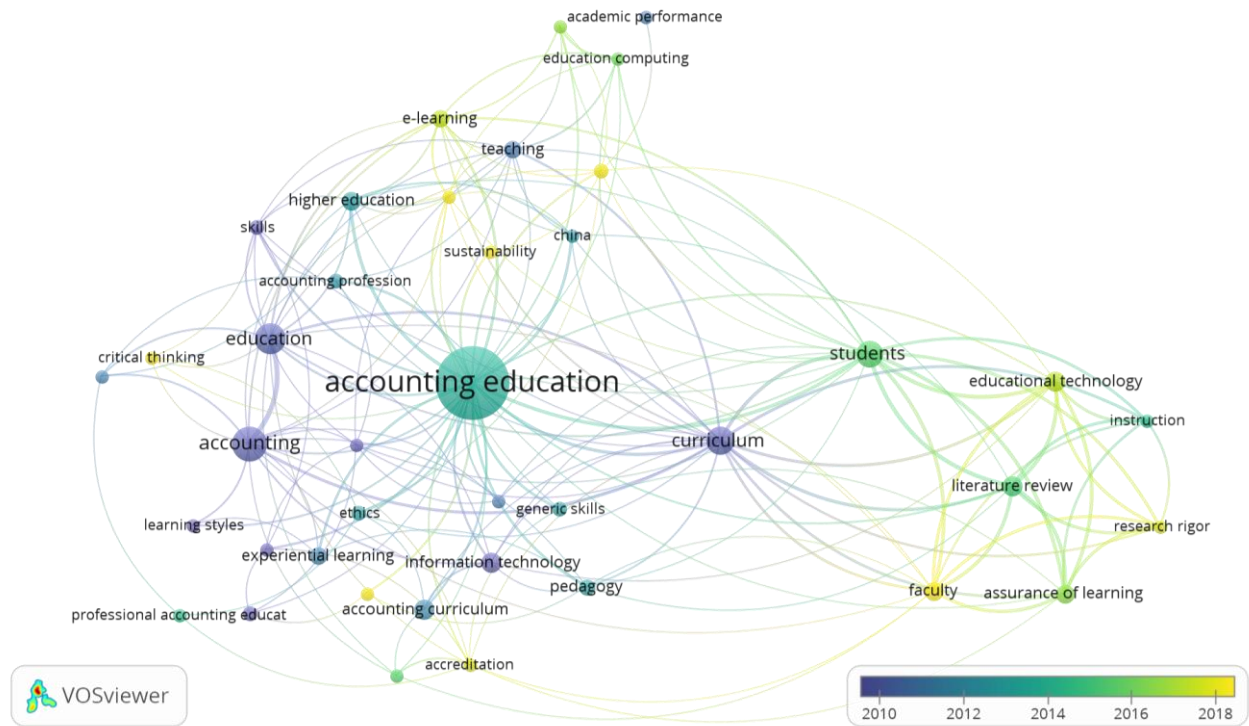 academic performance
education computing
e-learning
teaching
higher education
skills
china
sustainability
accounting profession
education
critical thinking
students
accounting education
educational technology
instruction
accounting
curriculum
literature review
generic skills
ethics
learning styles
research rigor
experiential learning
information technology
pedagogy
faculty
assurance of learning
accounting curriculum
professional accounting educat
accreditation
VOSviewer
2010 2012 2014 2016 2018